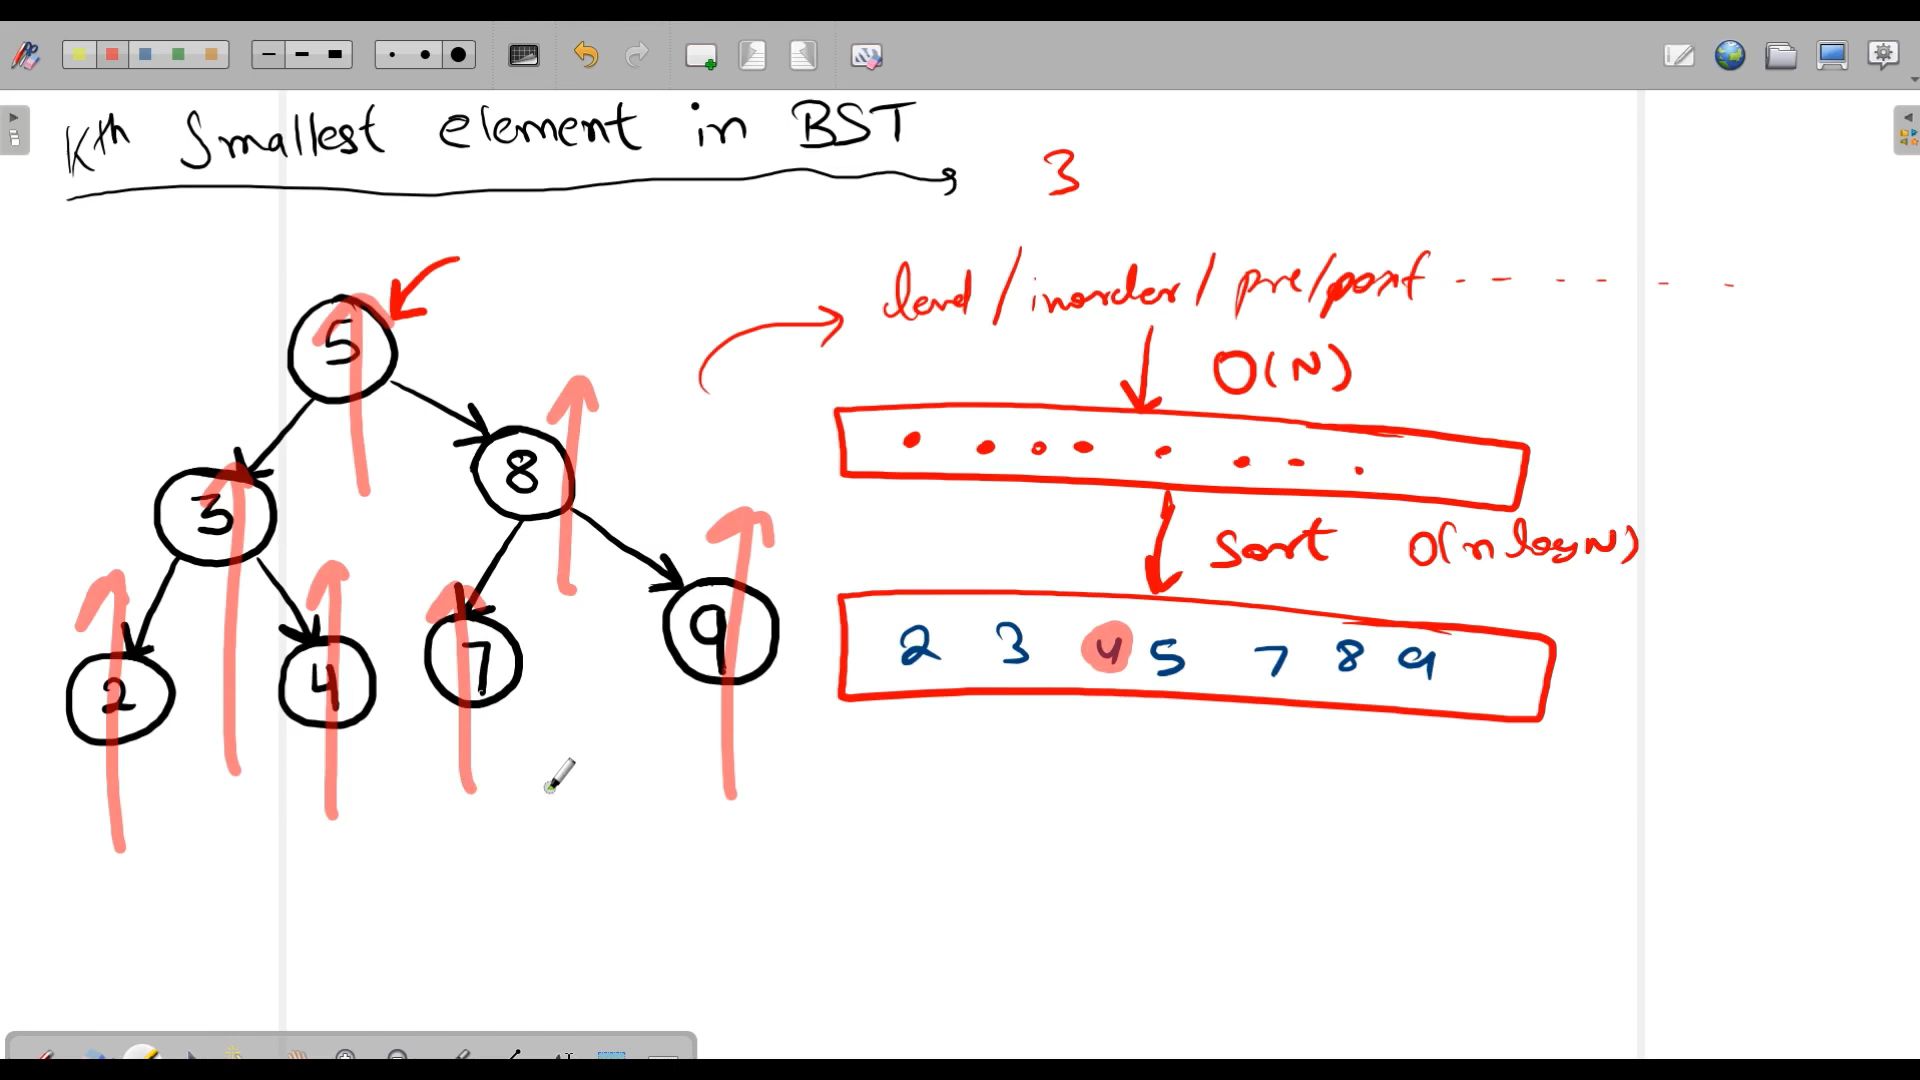 Kth Smallest element in BST
3
level/inorder/pre/post
5
O(N)
8
3
Sort O(n logN)
9
2 3 4 5 7 8 9
7
4
2